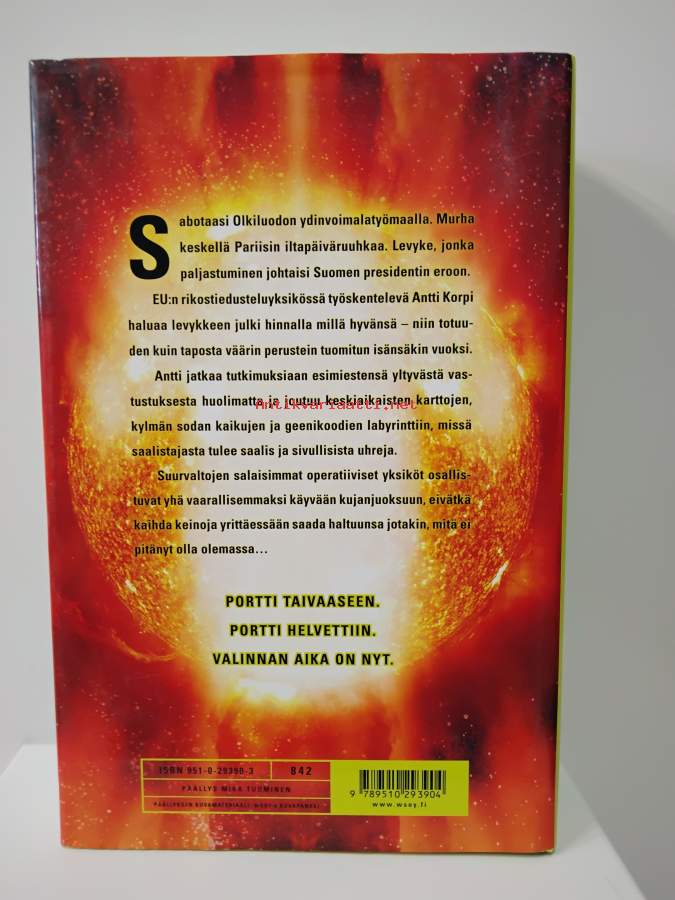 Sabotaasi Olkiluodon ydinvoimalatyömaalla. Murha
keskellä Pariisin iltapäiväruuhkaa. Levyke, jonka
paljastuminen johtaisi Suomen presidentin eroon.
EU:n rikostiedusteluyksikössä työskentelevä Antti Korpi
haluaa levykkeen julki hinnalla millä hyvänsä – niin totuu-
den kuin taposta väärin perustein tuomitun isänsäkin vuoksi.
Antti jatkaa tutkimuksiaan esimiestensä yltyvästä vas-
tustuksesta huolimatta ja joutuu keskiaikaisten karttojen,
Antikvariaatti.net
kylmän sodan kaikujen ja geenikoodien labyrinttiin, missä
saalistajasta tulee saalis ja sivullisista uhreja.
Suurvaltojen salaisimmat operatiiviset yksiköt osallis-
tuvat yhä vaarallisemmaksi käyvään kujanjuoksuun, eivätkä
kaihda keinoja yrittäessään saada haltuunsa jotakin, mitä ei
pitänyt olla olemassa...
PORTTI TAIVAASEEN.
PORTTI HELVETTIIN.
VALINNAN AIKA ON NYT.
ISBN 951-0-29390-3 842
PÄÄLLYS MIKA TUOMINEN
PÄÄLLYKSEN KUVAMATERIAALI WSOY:N KUVAPANKKI
9 789510 293904
www.wsoy.fi